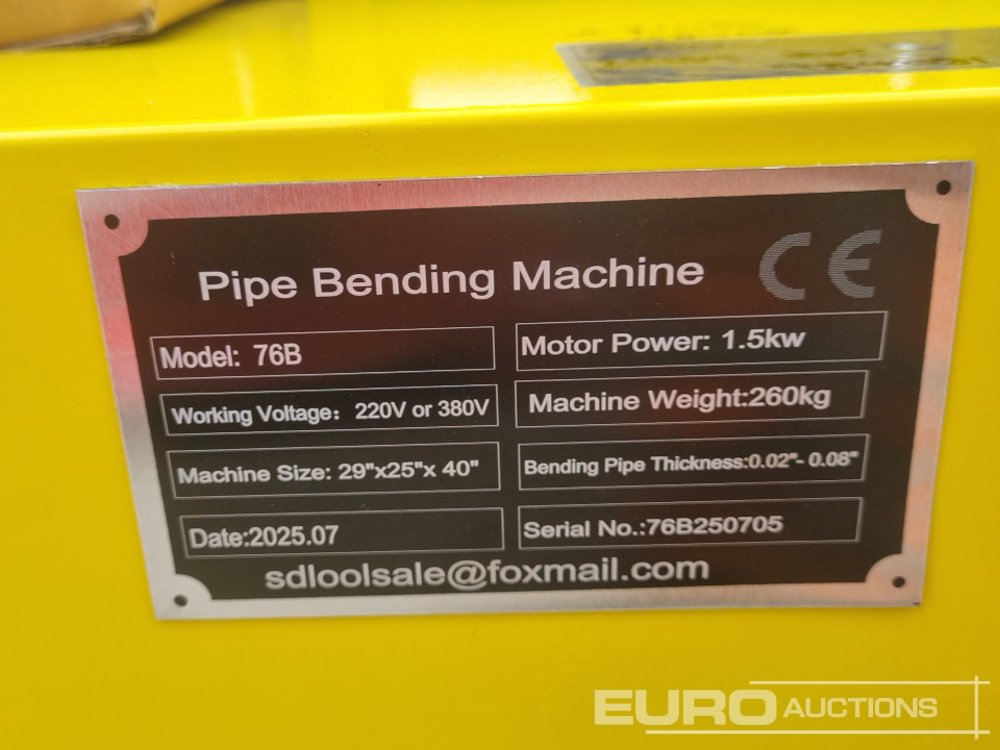 Pipe Bending Machine CE
Model: 76B
Motor Power: 1.5kw
Working Voltage: 220V or 380V
Machine Weight:260kg
Machine Size: 29"x25"x 40"
Bending Pipe Thickness:0.02"- 0.08"
Date:2025.07
Serial No.:76B250705
sdloolsale@foxmail.com
EURO AUCTIONS